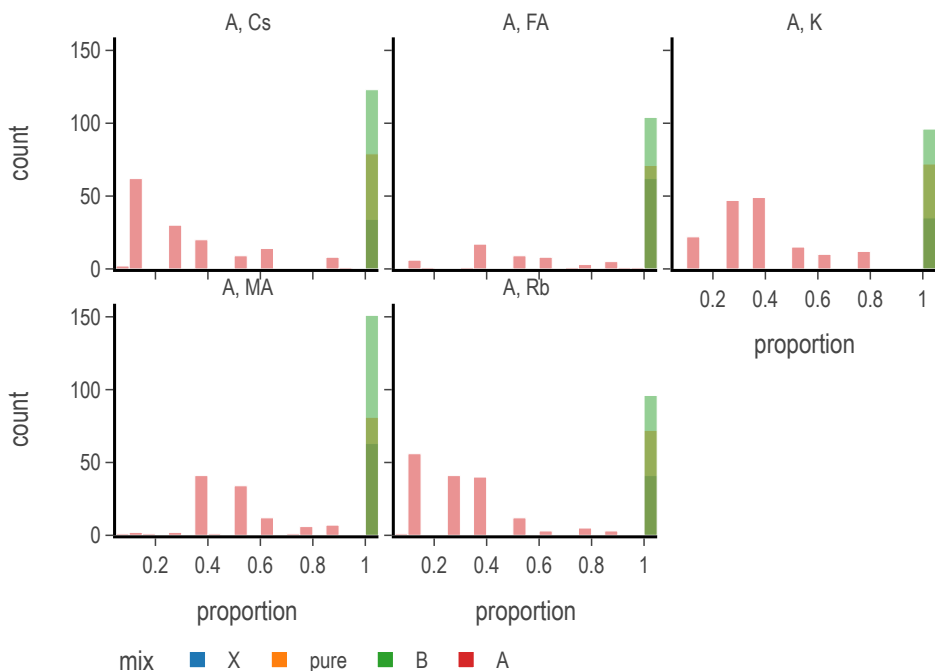 A, Cs
A, FA
A, K
150
100
50
0
count
0.2 0.4 0.6 0.8 1
proportion
A, MA
A, Rb
150
100
50
0
count
0.2 0.4 0.6 0.8 1
0.2 0.4 0.6 0.8 1
proportion
proportion
mix X pure B A